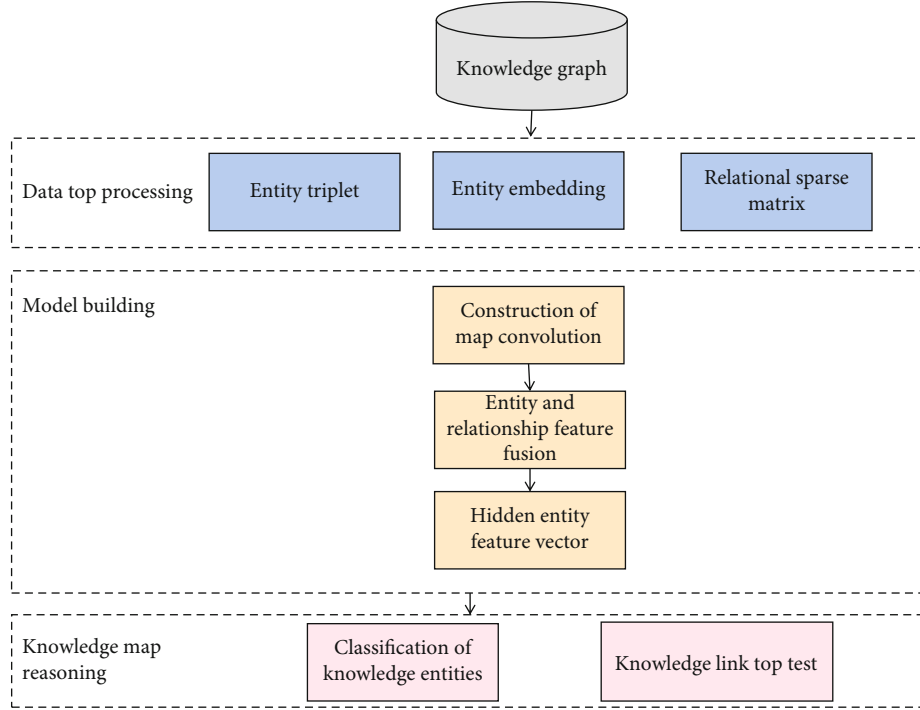 Knowledge graph
Data top processing
Entity triplet
Entity embedding
Relational sparse
matrix
Model building
Construction of
map convolution
Entity and
relationship feature
fusion
Hidden entity
feature vector
Knowledge map
reasoning
Classification of
knowledge entities
Knowledge link top test